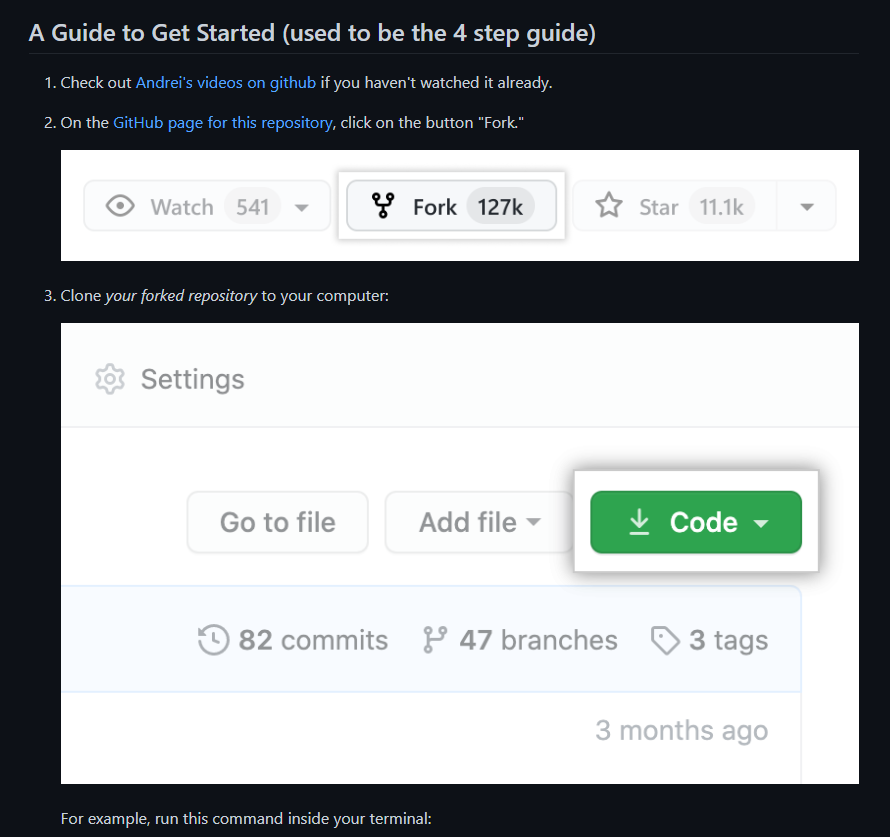 A Guide to Get Started (used to be the 4 step guide)
1. Check out Andrei's videos on github if you haven't watched it already.
2. On the GitHub page for this repository, click on the button "Fork."
Watch 541 Fork 127k Star 11.1k
3. Clone your forked repository to your computer:
Settings
Go to file Add file Code
82 commits 47 branches 3 tags
3 months ago
For example, run this command inside your terminal: